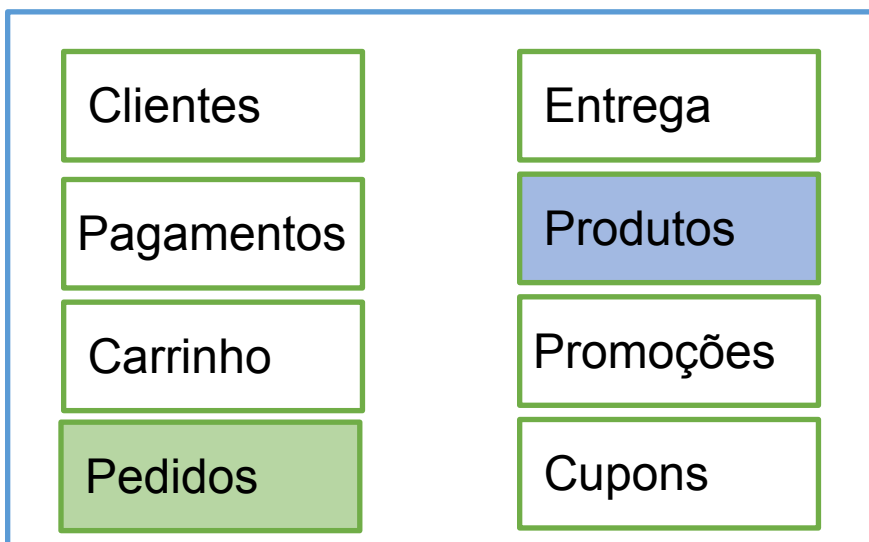 Clientes
Pagamentos
Carrinho
Pedidos
Entrega
Produtos
Promoções
Cupons